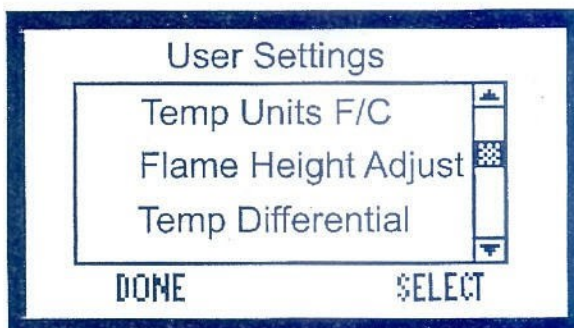 User Settings
Temp Units F/C
Flame Height Adjust
Temp Differential
DONE SELECT